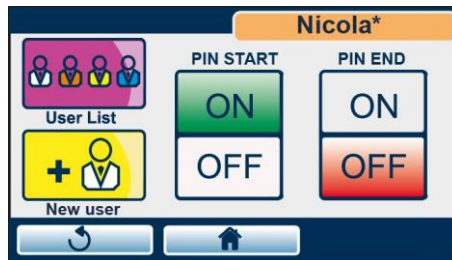 Nicola*
PIN START
PIN END
ON
ON
User List
OFF
OFF
+
New user